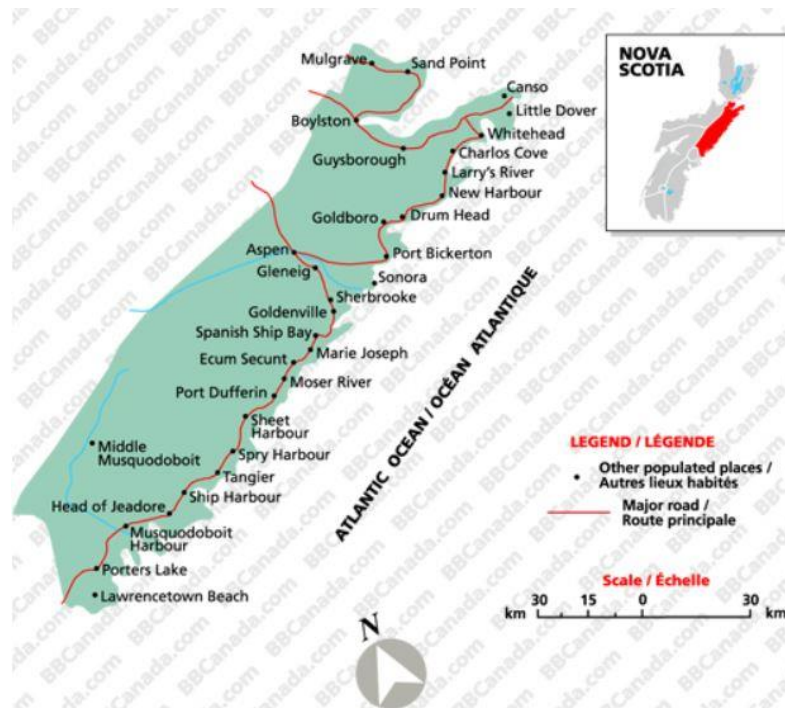 Mulgrave
Sand Point
Canso
Little Dover
Boylston
Whitehead
Guysborough
Charlos Cove
Larry's River
New Harbour
Goldboro
Drum Head
Aspen
Port Bickerton
Gleneig
Sonora
Sherbrooke
Goldenville
Spanish Ship Bay
Marie Joseph
Ecum Secunt
Moser River
Port Dufferin
Sheet
Harbour
Middle
Musquodoboit
Spry Harbour
Tangier
Ship Harbour
Head of Jeadore
Musquodoboit
Harbour
Porters Lake
Lawrencetown Beach
ATLANTIC OCEAN / OCÉAN ATLANTIQUE
NOVA
SCOTIA
LEGEND / LÉGENDE
Other populated places /
Autres lieux habités
Major road /
Route principale
Scale / Échelle
km 30 15 0 30 km
N
BBCanada.com